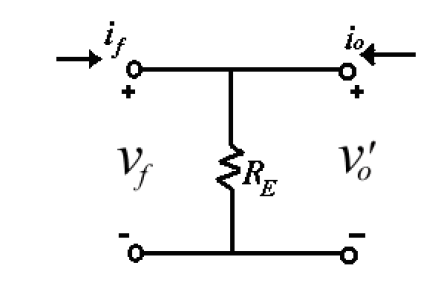 i_f i_o
+ +
v_f R_E v_o'
- -